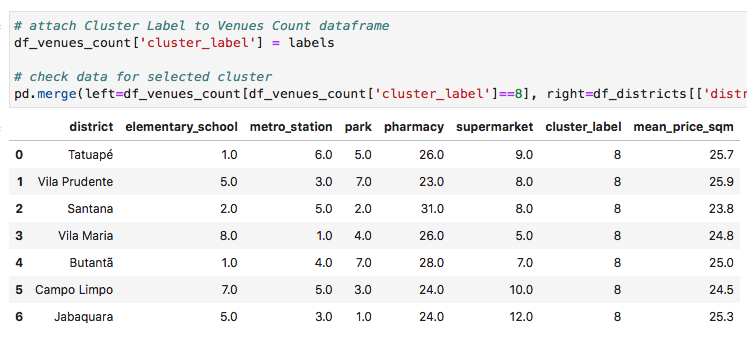 # attach Cluster Label to Venues Count dataframe
df_venues_count['cluster_label'] = labels
# check data for selected cluster
pd.merge(left=df_venues_count[df_venues_count['cluster_label']==8], right=df_districts[['distr
district elementary_school metro_station park pharmacy supermarket cluster_label mean_price_sqm
0 Tatuapé 1.0 6.0 5.0 26.0 9.0 8 25.7
1 Vila Prudente 5.0 3.0 7.0 23.0 8.0 8 25.9
2 Santana 2.0 5.0 2.0 31.0 8.0 8 23.8
3 Vila Maria 8.0 1.0 4.0 26.0 5.0 8 24.8
4 Butantã 1.0 4.0 7.0 28.0 7.0 8 25.0
5 Campo Limpo 7.0 5.0 3.0 24.0 10.0 8 24.5
6 Jabaquara 5.0 3.0 1.0 24.0 12.0 8 25.3